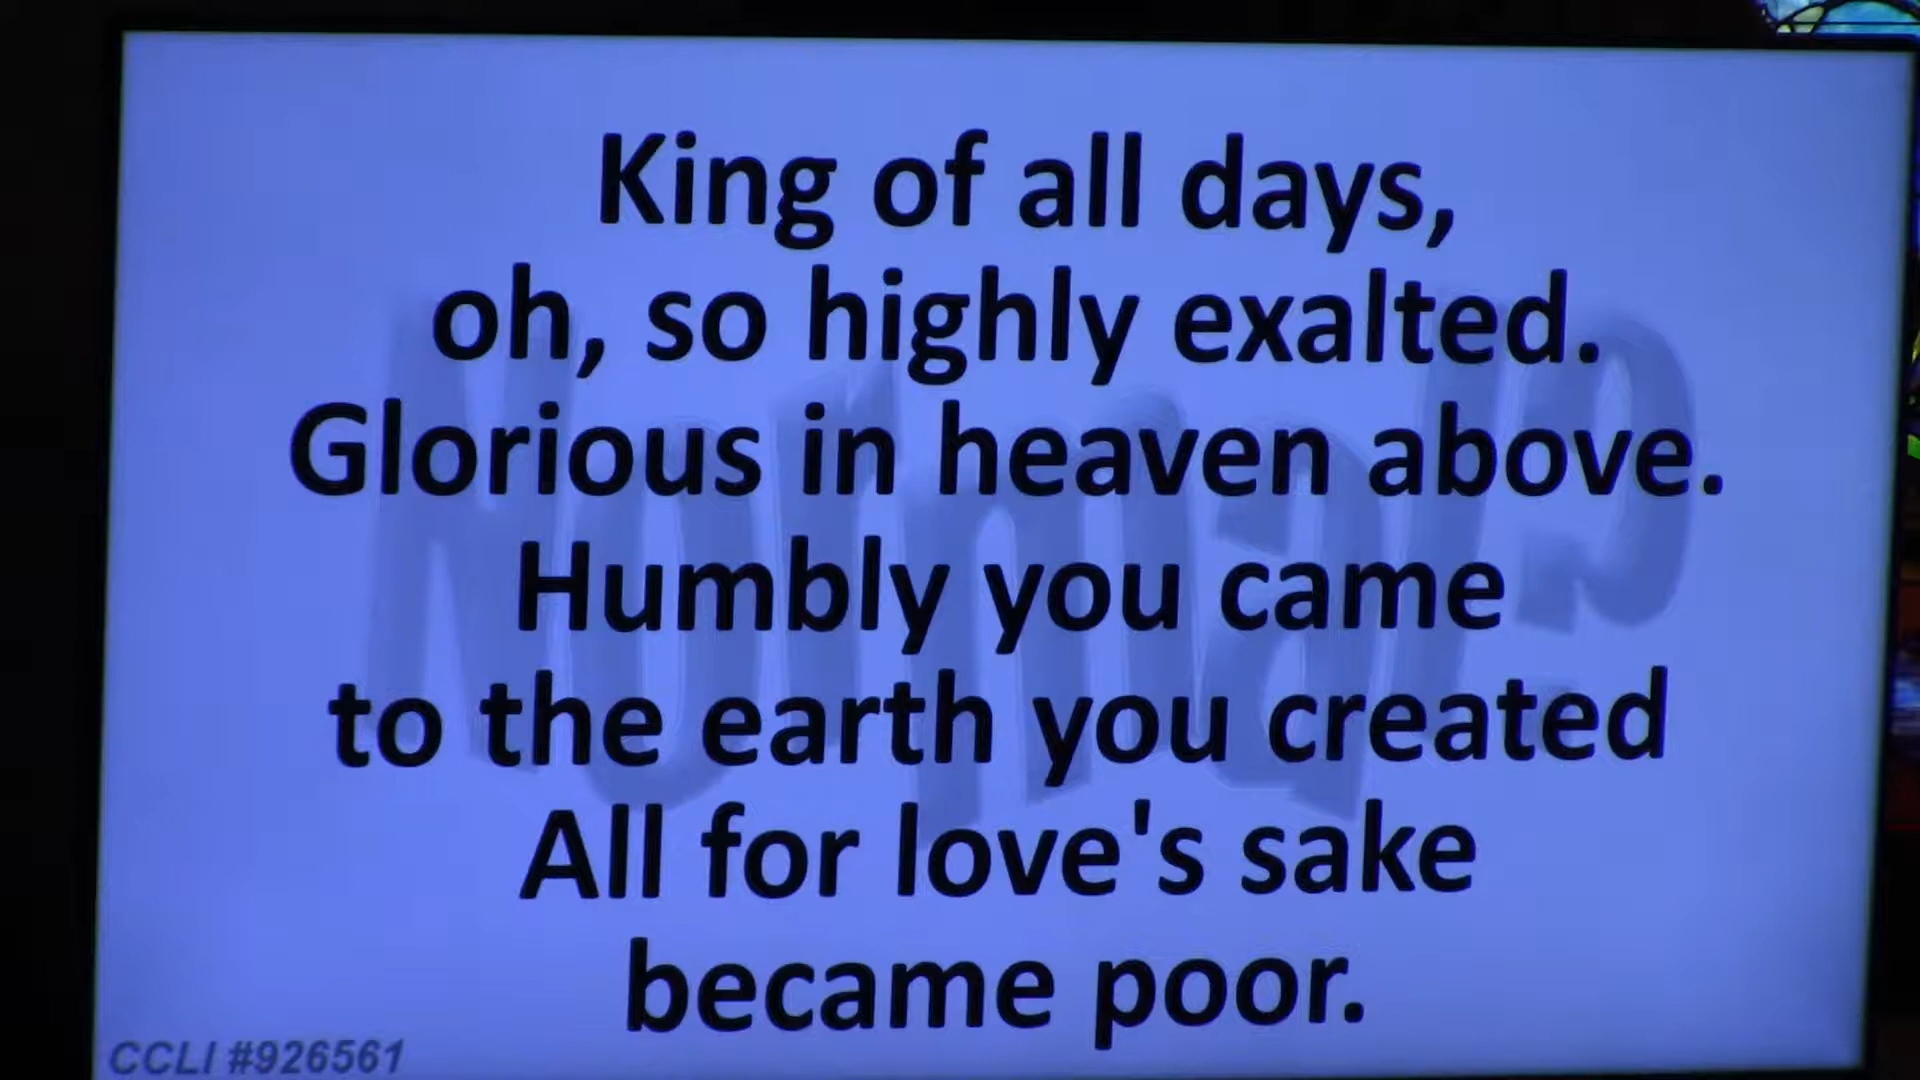 King of all days,
oh, so highly exalted.
Glorious in heaven above.
Humbly you came
to the earth you created
All for love's sake
became poor.
Normal?
CCLI #926561